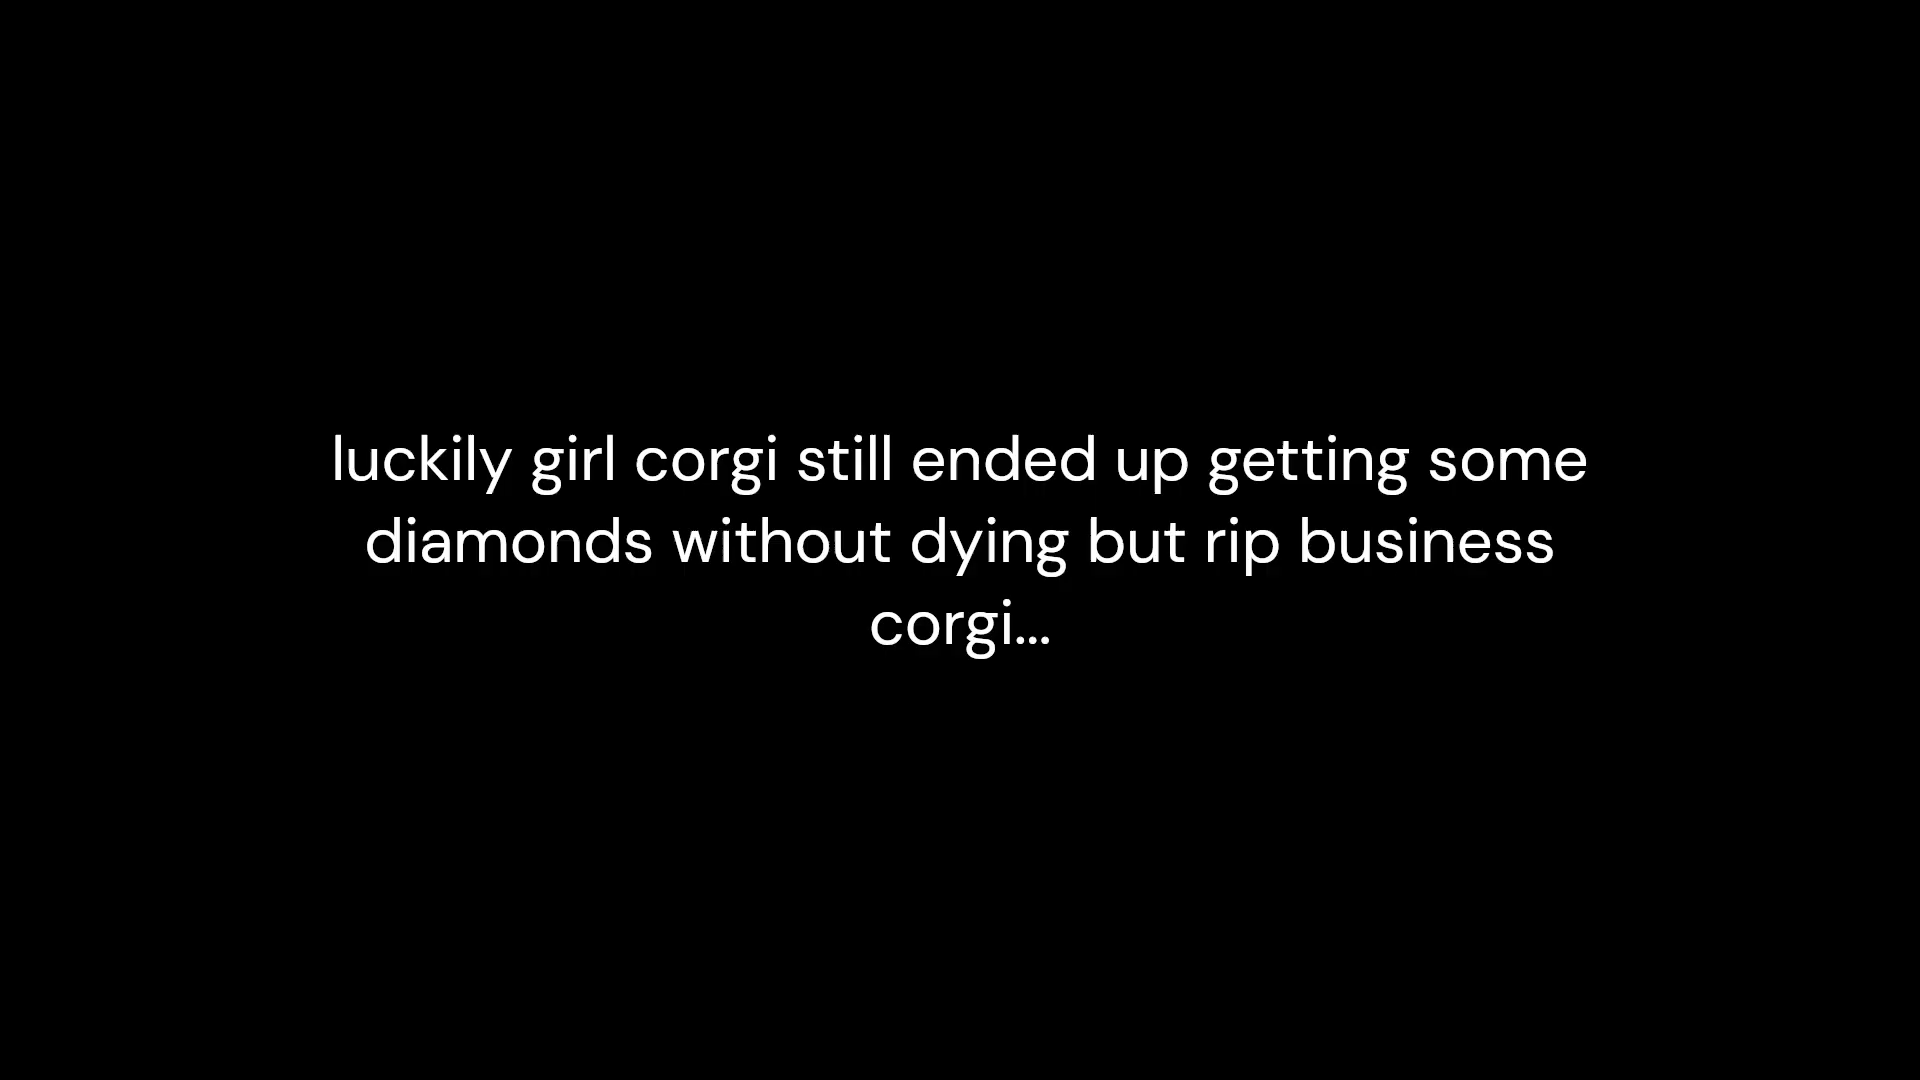 luckily girl corgi still ended up getting some
diamonds without dying but rip business
corgi...